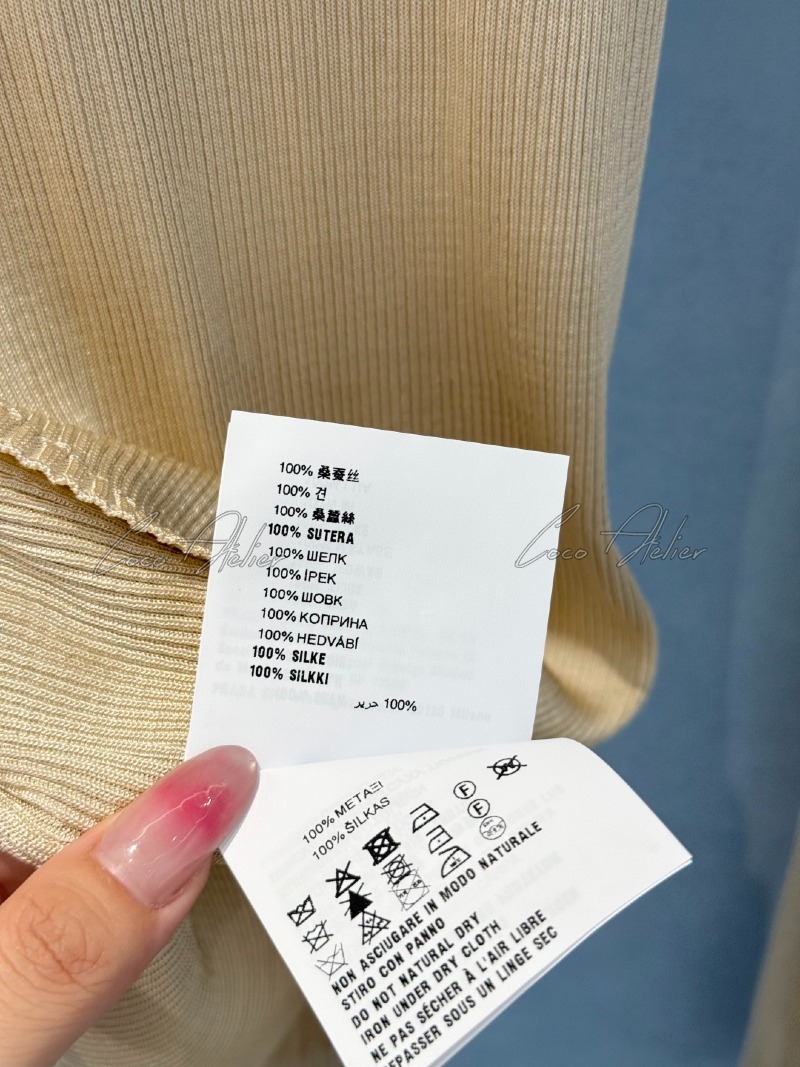 100% 桑蚕丝
100% 견
100% 桑蠶絲
100% SUTERA
100% ШЕЛК
100% ІРЕК
100% ШОВК
100% КОПРИНА
100% HEDVÁBÍ
100% SILKE
100% SILKKI
100% حرير
Coco Atelier
Coco Atelier
100% ΜΕΤΑΞΙ
100% ŠILKAS
F
F
NON ASCIUGARE IN MODO NATURALE
STIRO CON PANNO
DO NOT NATURAL DRY
IRON UNDER DRY CLOTH
NE PAS SÉCHER À L'AIR LIBRE
REPASSER SOUS UN LINGE SEC